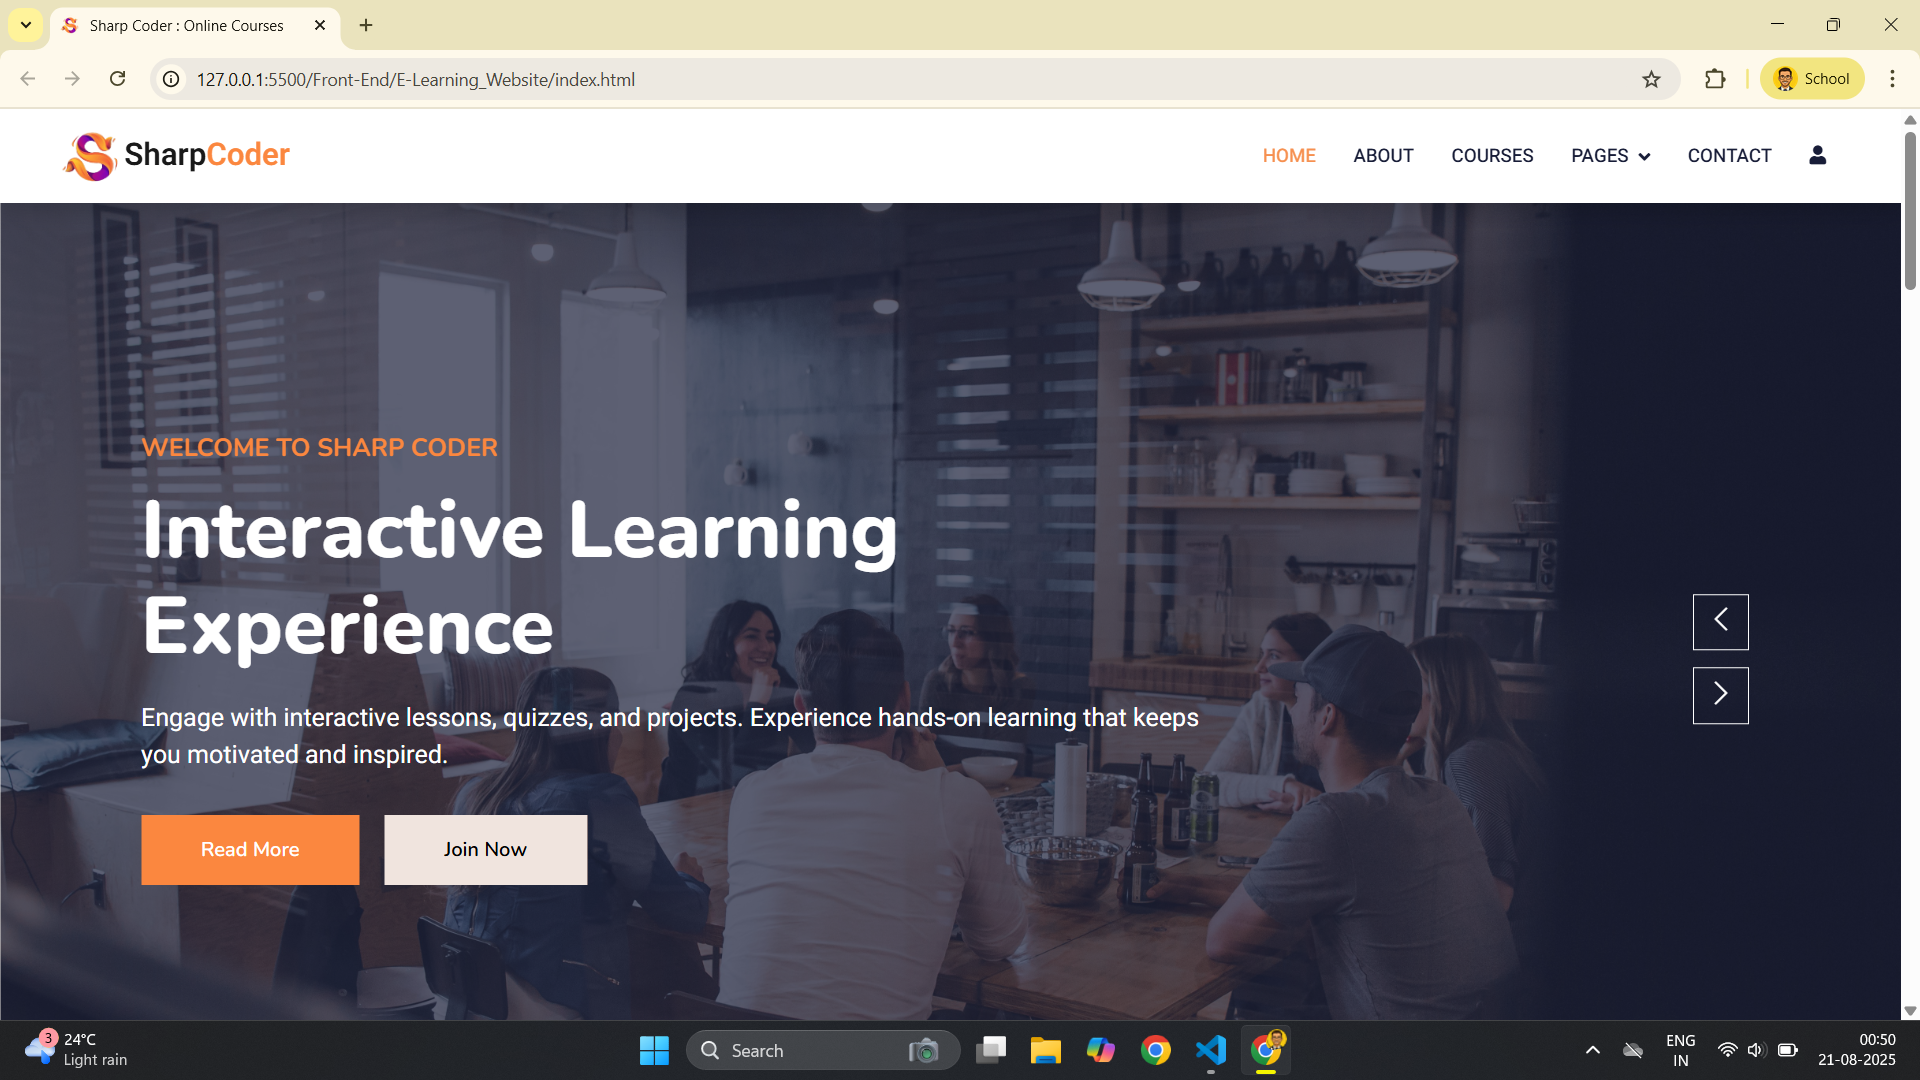 Sharp Coder : Online Courses
127.0.0.1:5500/Front-End/E-Learning_Website/index.html
School
SharpCoder
HOME
ABOUT
COURSES
PAGES
CONTACT
WELCOME TO SHARP CODER
Interactive Learning
Experience
Engage with interactive lessons, quizzes, and projects. Experience hands-on learning that keeps
you motivated and inspired.
Read More
Join Now
3
24°C
Light rain
Search
ENG
IN
00:50
21-08-2025